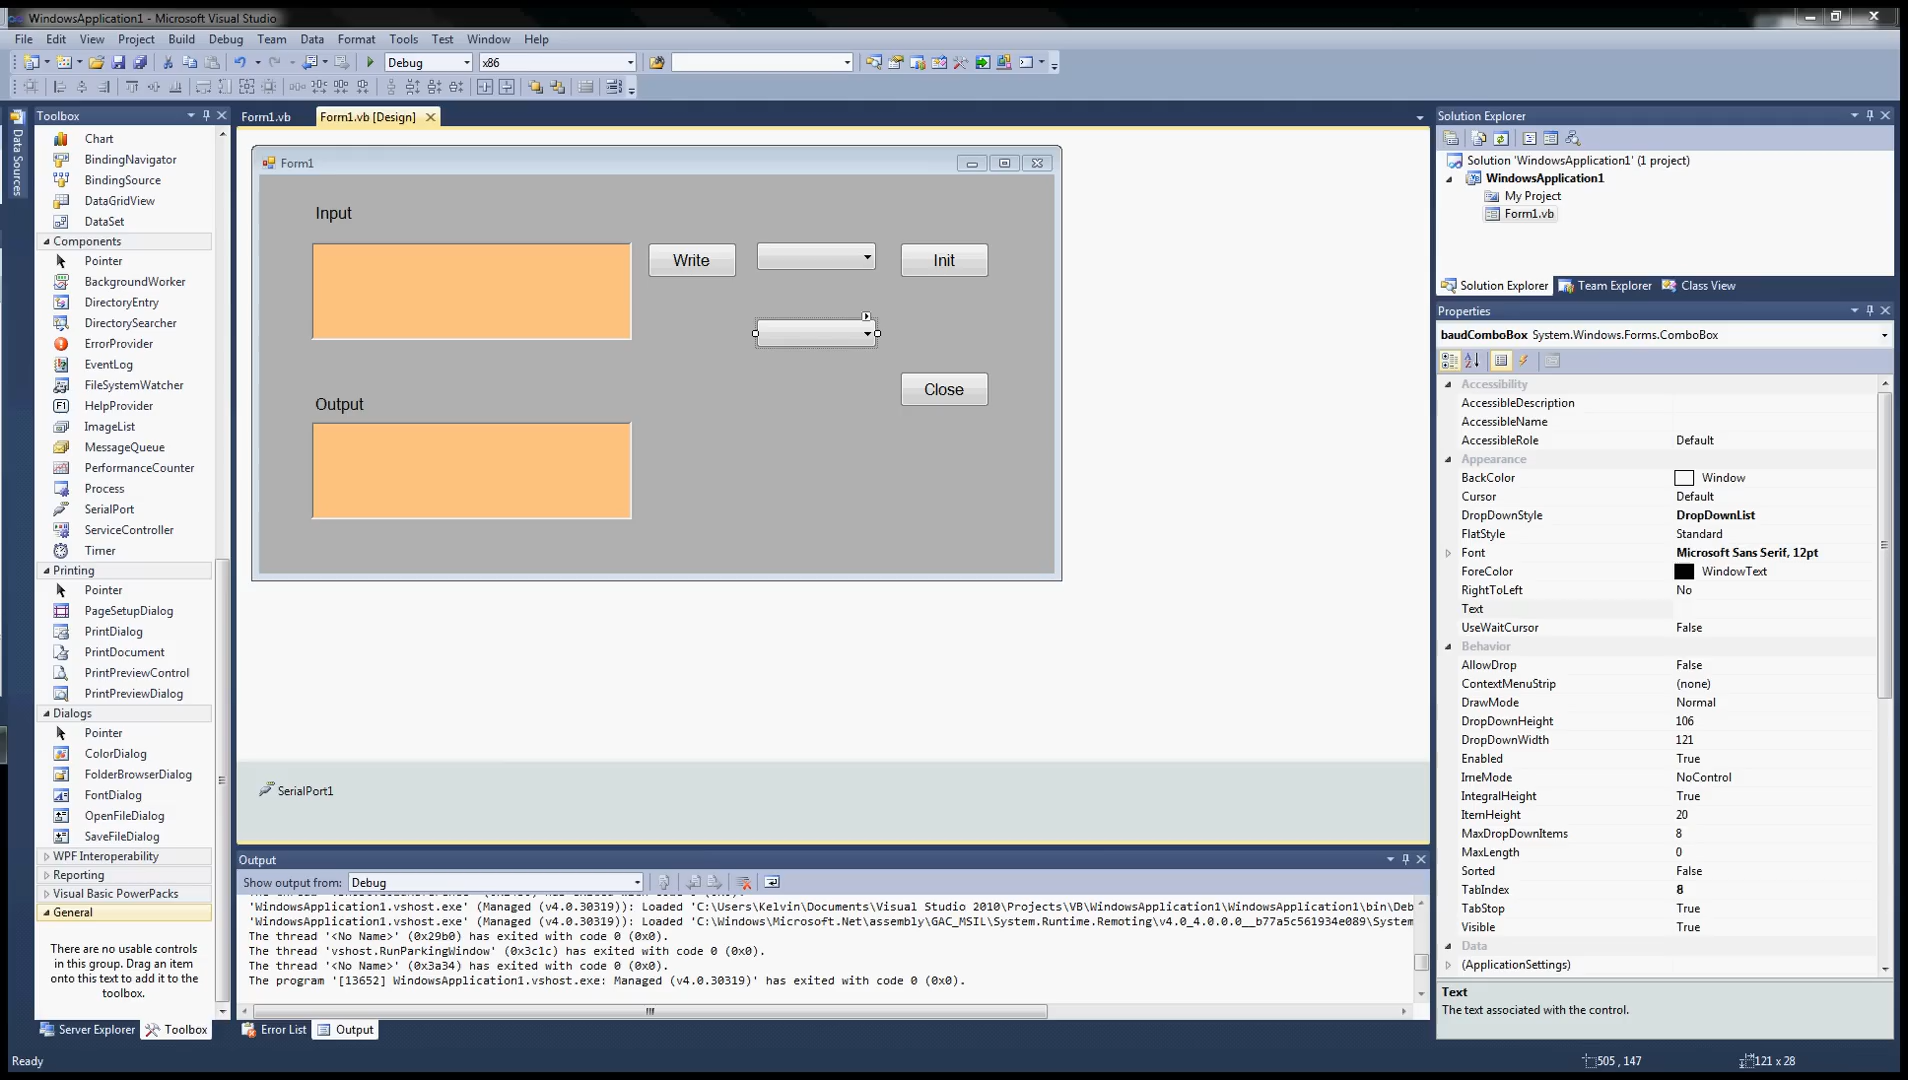 WindowsApplication1 - Microsoft Visual Studio
File Edit View Project Build Debug Team Data Format Tools Test Window Help
Debug x86
Data Sources
Toolbox
Chart
BindingNavigator
BindingSource
DataGridView
DataSet
Components
Pointer
BackgroundWorker
DirectoryEntry
DirectorySearcher
ErrorProvider
EventLog
FileSystemWatcher
HelpProvider
ImageList
MessageQueue
PerformanceCounter
Process
SerialPort
ServiceController
Timer
Printing
Pointer
PageSetupDialog
PrintDialog
PrintDocument
PrintPreviewControl
PrintPreviewDialog
Dialogs
Pointer
ColorDialog
FolderBrowserDialog
FontDialog
OpenFileDialog
SaveFileDialog
WPF Interoperability
Reporting
Visual Basic PowerPacks
General
There are no usable controls
in this group. Drag an item
onto this text to add it to the
toolbox.
Server Explorer Toolbox
Form1.vb Form1.vb [Design]
Form1
Input
Write Init
Close
Output
SerialPort1
Output
Show output from: Debug
'WindowsApplication1.vshost.exe' (Managed (v4.0.30319)): Loaded 'C:\Users\Kelvin\Documents\Visual Studio 2010\Projects\VB\WindowsApplication1\WindowsApplication1\bin\Deb
'WindowsApplication1.vshost.exe' (Managed (v4.0.30319)): Loaded 'C:\Windows\Microsoft.Net\assembly\GAC_MSIL\System.Runtime.Remoting\v4.0_4.0.0.0__b77a5c561934e089\System
The thread '<No Name>' (0x29b0) has exited with code 0 (0x0).
The thread 'vshost.RunParkingWindow' (0x3c1c) has exited with code 0 (0x0).
The thread '<No Name>' (0x3a34) has exited with code 0 (0x0).
The program '[13652] WindowsApplication1.vshost.exe: Managed (v4.0.30319)' has exited with code 0 (0x0).
Error List Output
Solution Explorer
Solution 'WindowsApplication1' (1 project)
WindowsApplication1
My Project
Form1.vb
Solution Explorer Team Explorer Class View
Properties
baudComboBox System.Windows.Forms.ComboBox
Accessibility
AccessibleDescription
AccessibleName
AccessibleRole Default
Appearance
BackColor Window
Cursor Default
DropDownStyle DropDownList
FlatStyle Standard
Font Microsoft Sans Serif, 12pt
ForeColor WindowText
RightToLeft No
Text
UseWaitCursor False
Behavior
AllowDrop False
ContextMenuStrip (none)
DrawMode Normal
DropDownHeight 106
DropDownWidth 121
Enabled True
ImeMode NoControl
IntegralHeight True
ItemHeight 20
MaxDropDownItems 8
MaxLength 0
Sorted False
TabIndex 8
TabStop True
Visible True
Data
(ApplicationSettings)
Text
The text associated with the control.
Ready 505 , 147 121 x 28